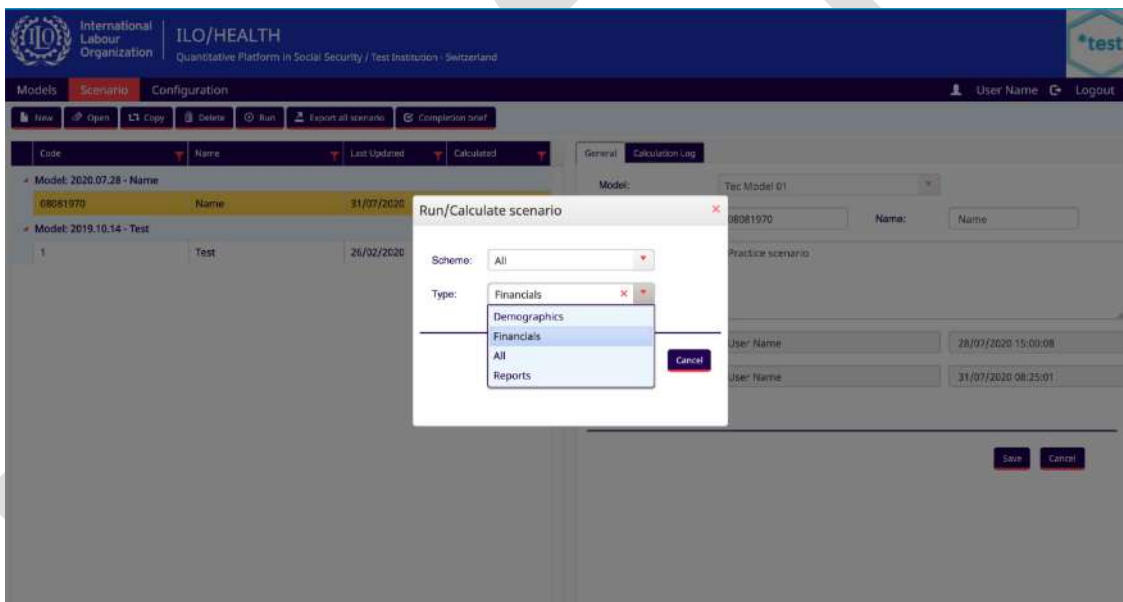 International
Labour
Organization
ILO/HEALTH
Quantitative Platform in Social Security / Test Institution - Switzerland
*test
Models Scenario Configuration User Name Logout
New Open Copy Delete Run Export all scenario Completion brief
Code Name Last Updated Calculated General Calculation Log
Model: 2020.07.28 - Name Model: Tec Model 01
08081970 Name 31/07/2020 08081970 Name: Name
Model: 2019.10.14 - Test
1 Test 26/02/2020 Practice scenario
Run/Calculate scenario
Scheme: All
Type: Financials
Demographics
Financials
All
Reports
Cancel
User Name 28/07/2020 15:00:08
User Name 31/07/2020 08:25:01
Save Cancel